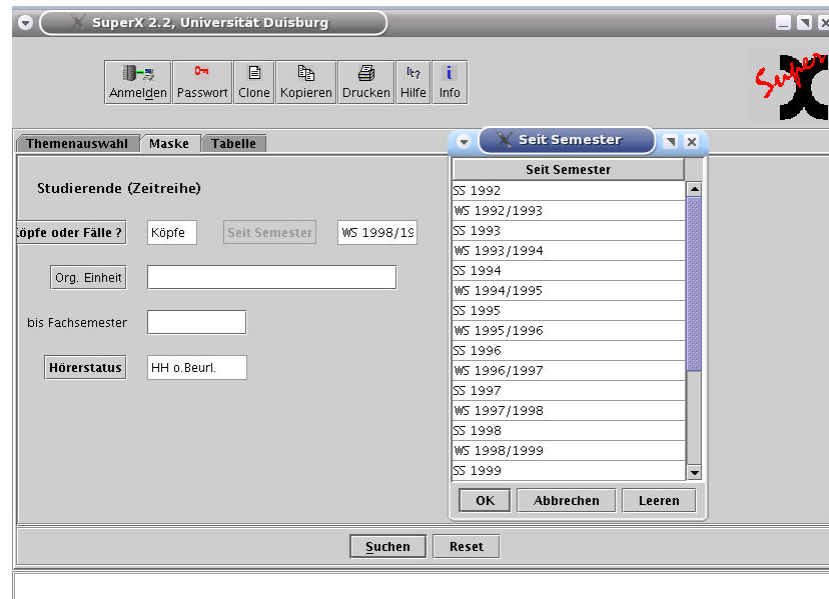 SuperX 2.2, Universität Duisburg
Anmelden Passwort Clone Kopieren Drucken Hilfe Info
Super
Themenauswahl Maske Tabelle
Studierende (Zeitreihe)
Köpfe oder Fälle ? Köpfe Seit Semester WS 1998/19
Org. Einheit
bis Fachsemester
Hörerstatus HH o.Beurl.
Seit Semester
Seit Semester
SS 1992
WS 1992/1993
SS 1993
WS 1993/1994
SS 1994
WS 1994/1995
SS 1995
WS 1995/1996
SS 1996
WS 1996/1997
SS 1997
WS 1997/1998
SS 1998
WS 1998/1999
SS 1999
OK Abbrechen Leeren
Suchen Reset